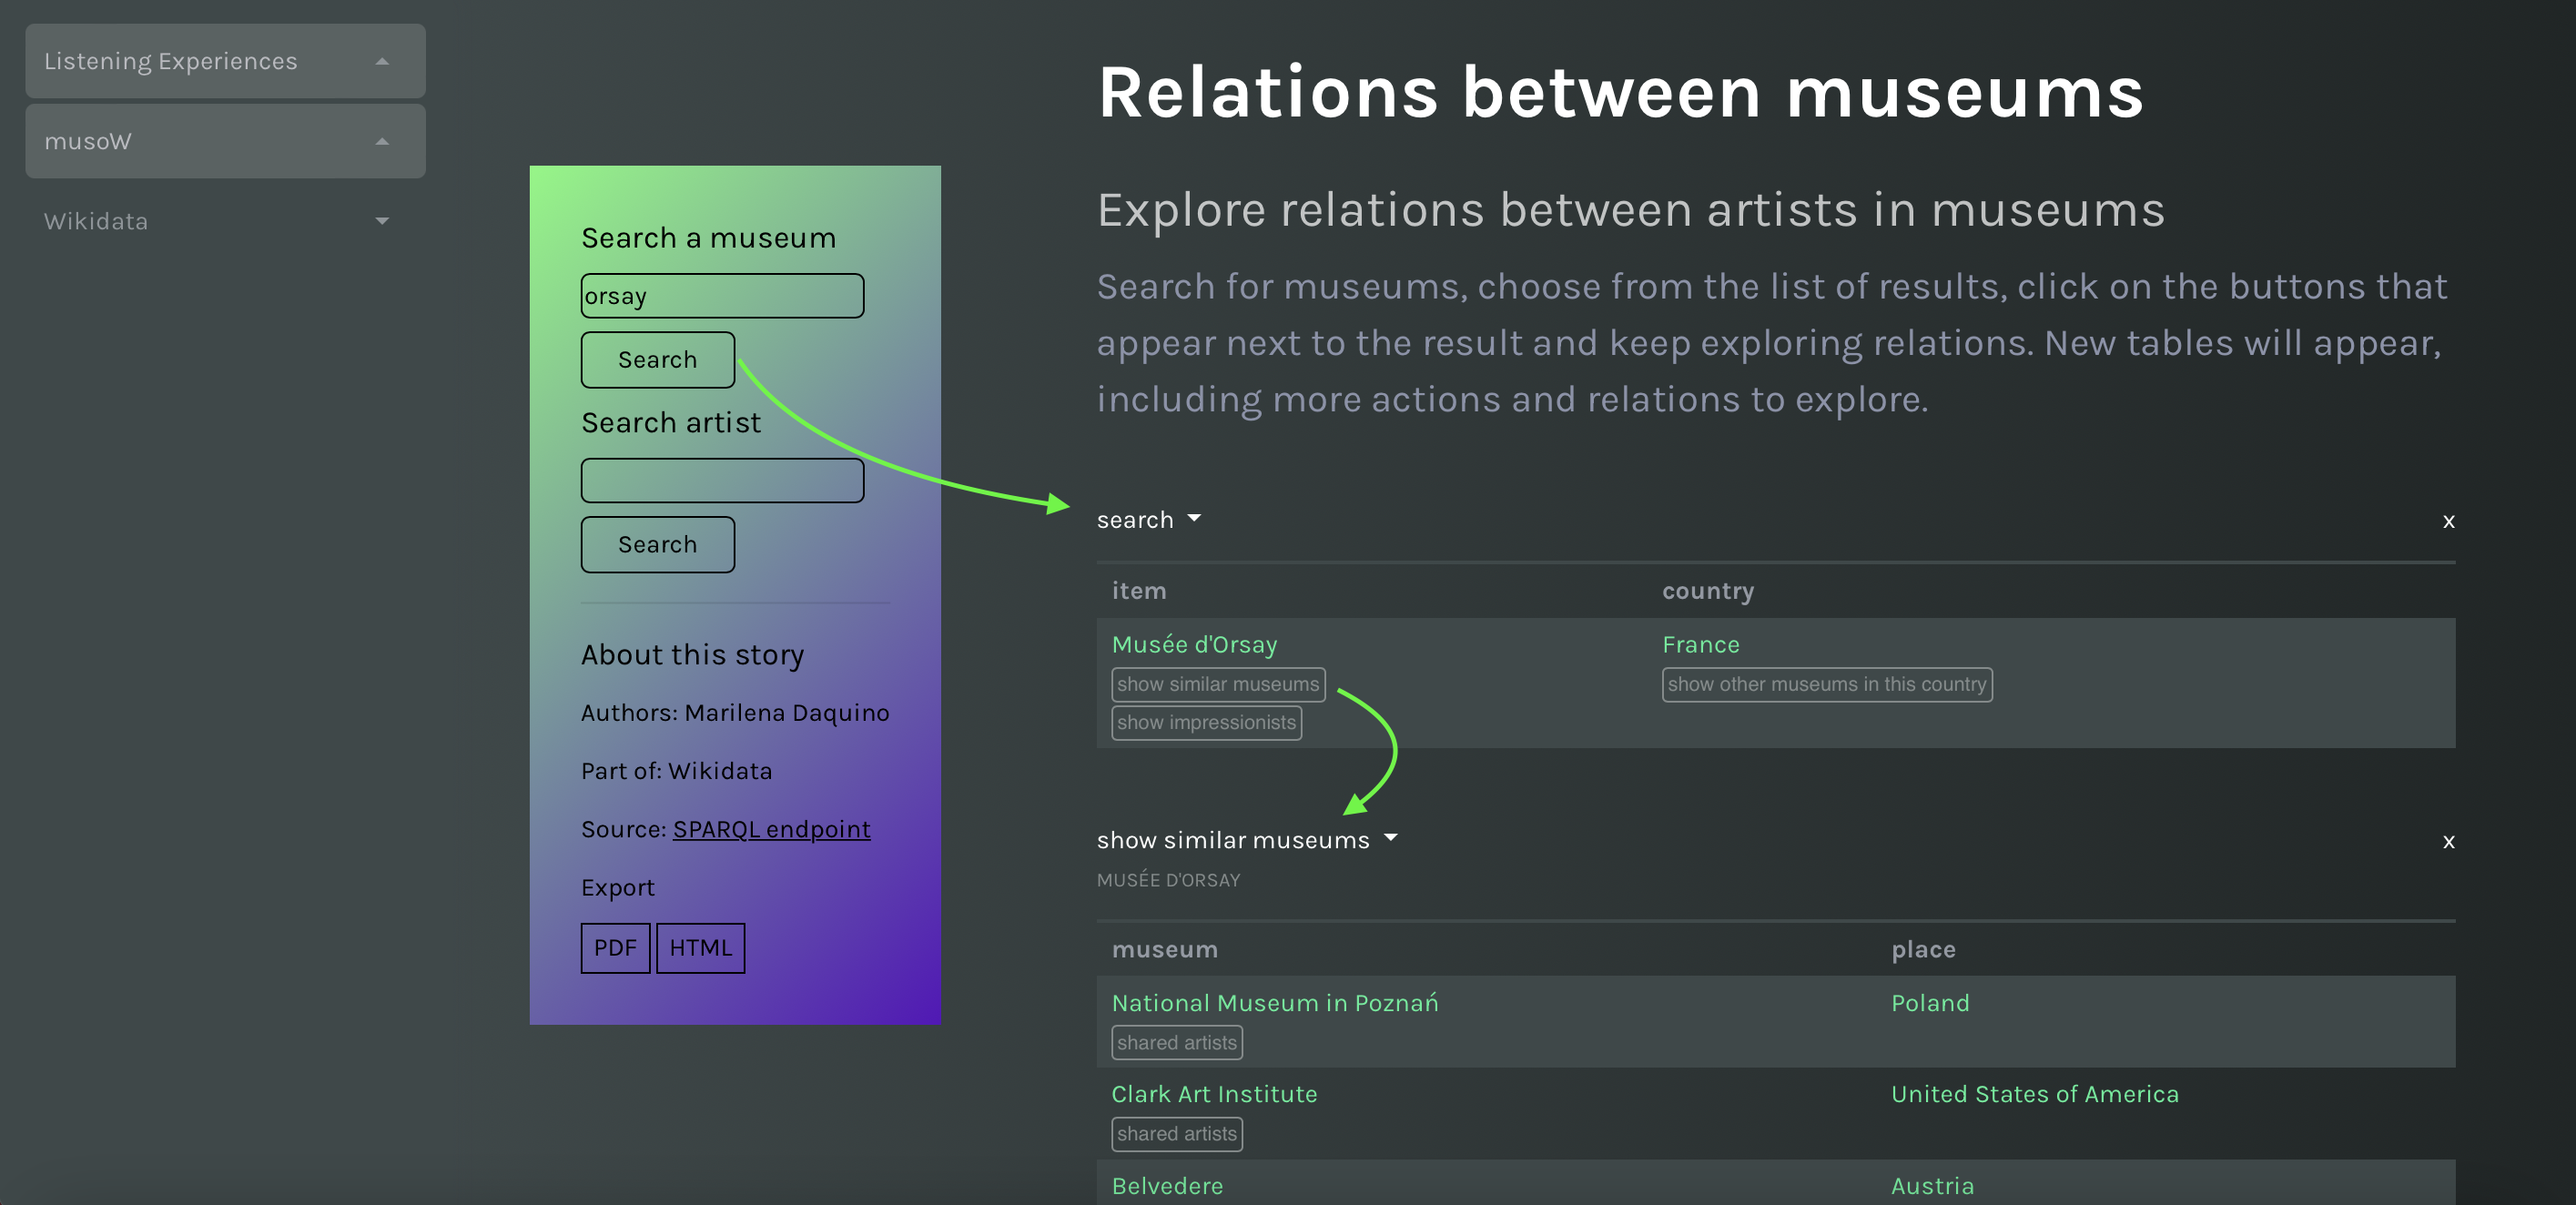 Listening Experiences
musoW
Wikidata
Search a museum
orsay
Search
Search artist
Search
About this story
Authors: Marilena Daquino
Part of: Wikidata
Source: SPARQL endpoint
Export
PDF HTML
Relations between museums
Explore relations between artists in museums
Search for museums, choose from the list of results, click on the buttons that
appear next to the result and keep exploring relations. New tables will appear,
including more actions and relations to explore.
search x
item country
Musée d'Orsay France
show similar museums show other museums in this country
show impressionists
show similar museums x
MUSÉE D'ORSAY
museum place
National Museum in Poznań Poland
shared artists
Clark Art Institute United States of America
shared artists
Belvedere Austria